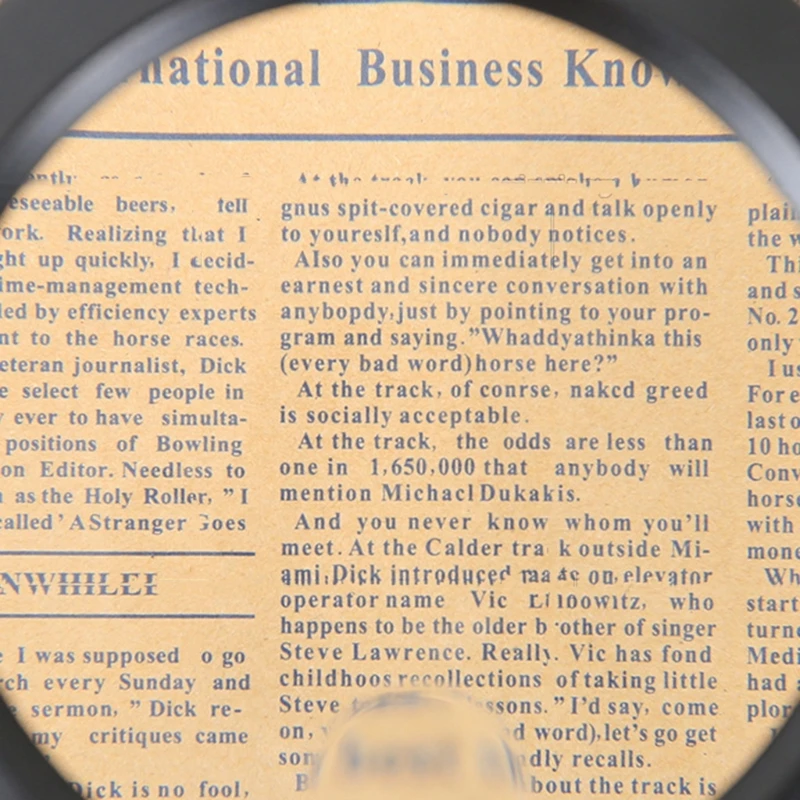 national Business Know
eseeable beers, tell
ork. Realizing that I
ght up quickly, I decid-
ime-management tech-
led by efficiency experts
nt to the horse races.
eteran journalist, Dick
e select few people in
y ever to have simulta-
positions of Bowling
on Editor. Needless to
as the Holy Roller, "I
called 'A Stranger Goes
NWHILEI
e I was supposed o go
rch every Sunday and
sermon," Dick re-
my critiques came
Dick is no fool,
gnus spit-covered cigar and talk openly
to youreslf,and nobody notices.
Also you can immediately get into an
earnest and sincere conversation with
anybopdy,just by pointing to your pro-
gram and saying."Whaddyathinka this
(every bad word)horse here?"
At the track, of conrse, nakcd greed
is socially acceptable.
At the track, the odds are less than
one in 1,650,000 that anybody will
mention Michacl Dukakis.
And you never know whom you'll
meet. At the Calder tra k outside Mi-
ami,Dick introduced on elevator
operator name Vic who
happens to be the older b other of singer
Steve Lawrence. Really. Vic has fond
childhoos recollections of taking little
Steve ssons." I'd say, come
on, d word),let's go get
son dly recalls.
B bout the track is
plai
the w
Thi
and s
No. 2
only
I us
For e
last o
10 ho
Conv
horse
with
mone
Wh
start
turne
Medi
had a
plor